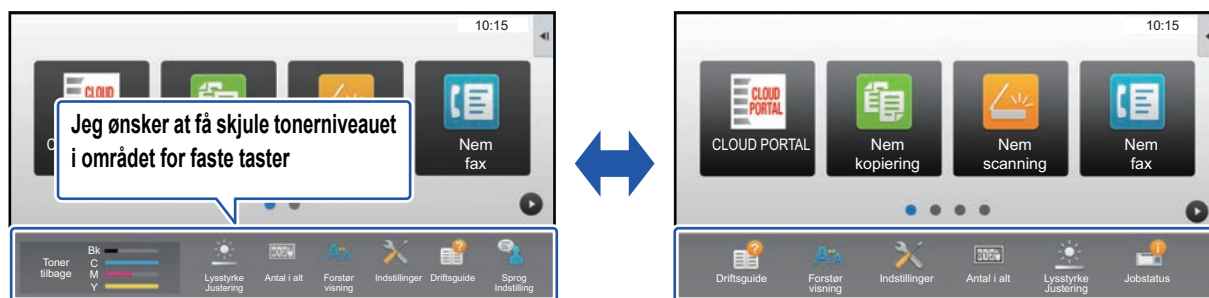 10:15
CLOUD
Jeg ønsker at få skjule tonerniveauet
i området for faste taster
Nem
fax
Toner
tilbage
Bk
C
M
Y
Lysstyrke
Justering
Antal i alt
Forstør
visning
Indstillinger
Driftsguide
Sprog
Indstilling
10:15
CLOUD
PORTAL
CLOUD PORTAL
Nem
kopiering
Nem
scanning
Nem
fax
Driftsguide
Forstør
visning
Indstillinger
Antal i alt
Lysstyrke
Justering
Jobstatus